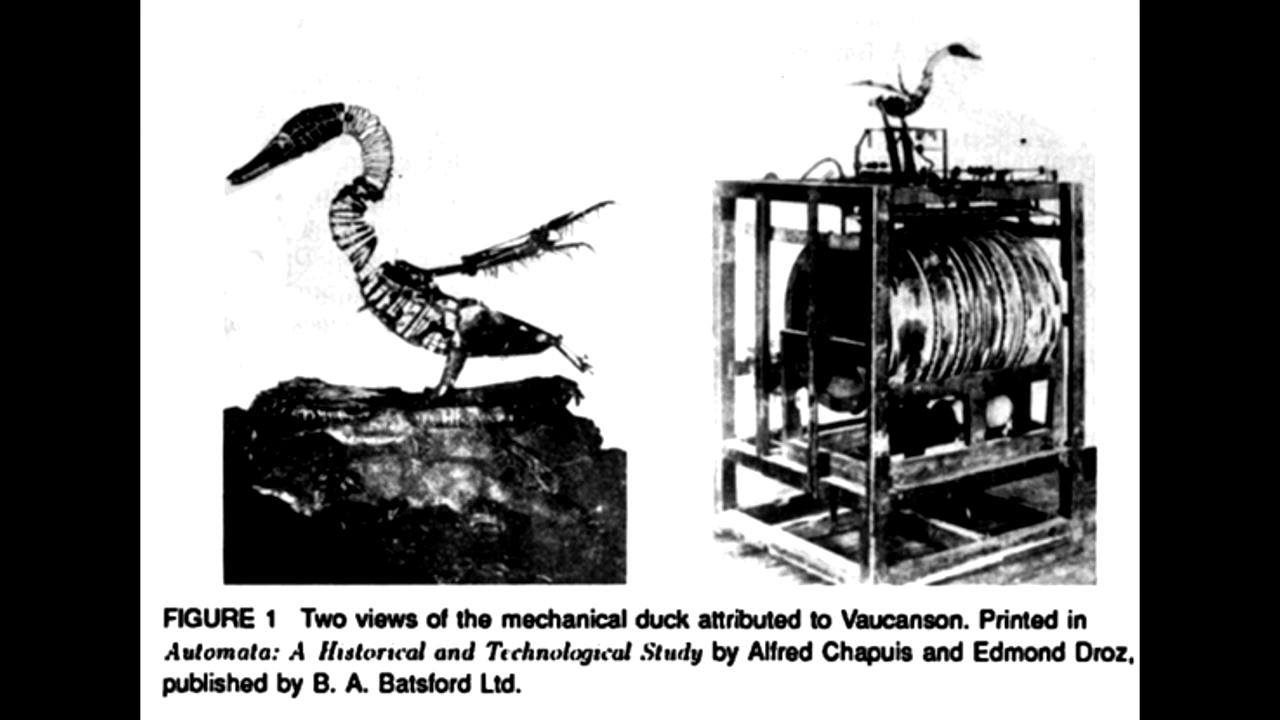 FIGURE 1 Two views of the mechanical duck attributed to Vaucanson. Printed in
Automata: A Historical and Technological Study by Alfred Chapuis and Edmond Droz,
published by B. A. Batsford Ltd.